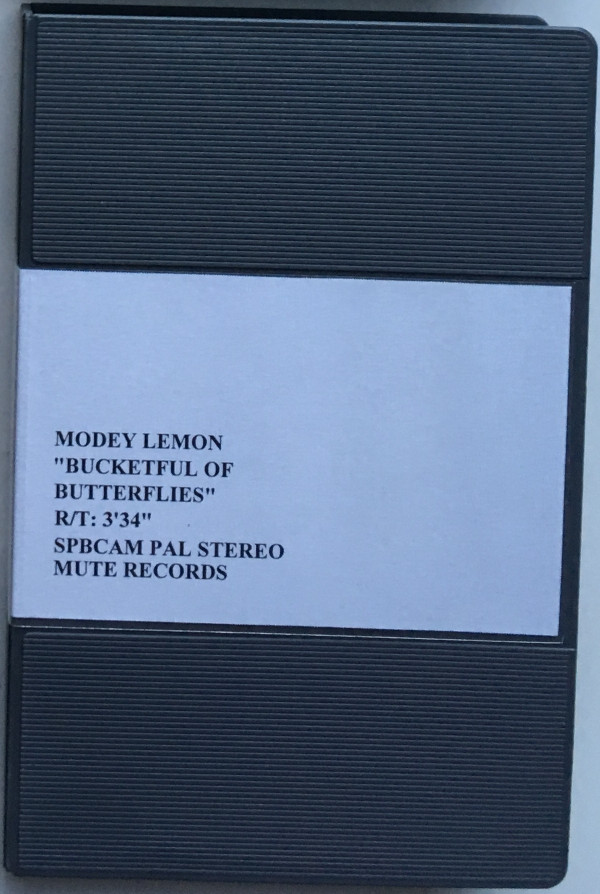 MODEY LEMON
"BUCKETFUL OF
BUTTERFLIES"
R/T: 3'34"
SPBCAM PAL STEREO
MUTE RECORDS